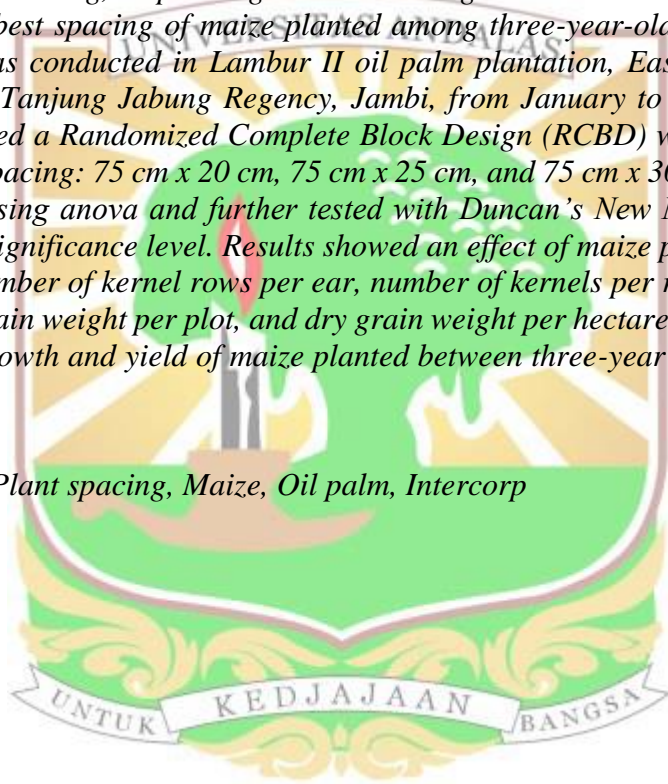 best spacing of maize planted among three-year-old
UNIVERSITAS ANDALAS
as conducted in Lambur II oil palm plantation, Eas
Tanjung Jabung Regency, Jambi, from January to
ed a Randomized Complete Block Design (RCBD) w
pacing: 75 cm x 20 cm, 75 cm x 25 cm, and 75 cm x 30
sing anova and further tested with Duncan's New
ignificance level. Results showed an effect of maize p
mber of kernel rows per ear, number of kernels per
ain weight per plot, and dry grain weight per hectare
owth and yield of maize planted between three-year
Plant spacing, Maize, Oil palm, Intercorp
UNTUK KEDJAJAAN BANGSA